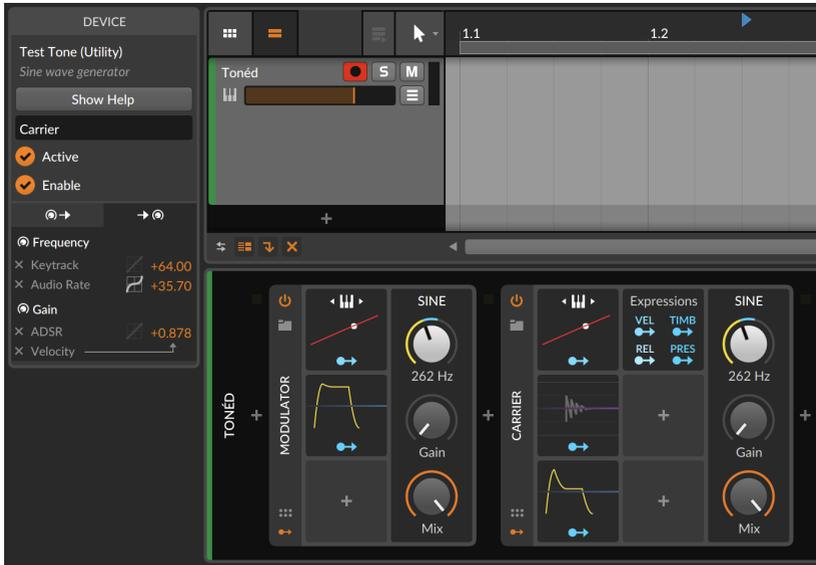 DEVICE
Test Tone (Utility)
Sine wave generator
Show Help
Carrier
Active
Enable
Frequency
Keytrack +64.00
Audio Rate +35.70
Gain
ADSR +0.878
Velocity
1.1 1.2
Tonéd S M
+
TONÉD
+
MODULATOR
SINE
262 Hz
Gain
+
Mix
+
CARRIER
Expressions
VEL TIMB
REL PRES
+
+
SINE
262 Hz
Gain
Mix
+